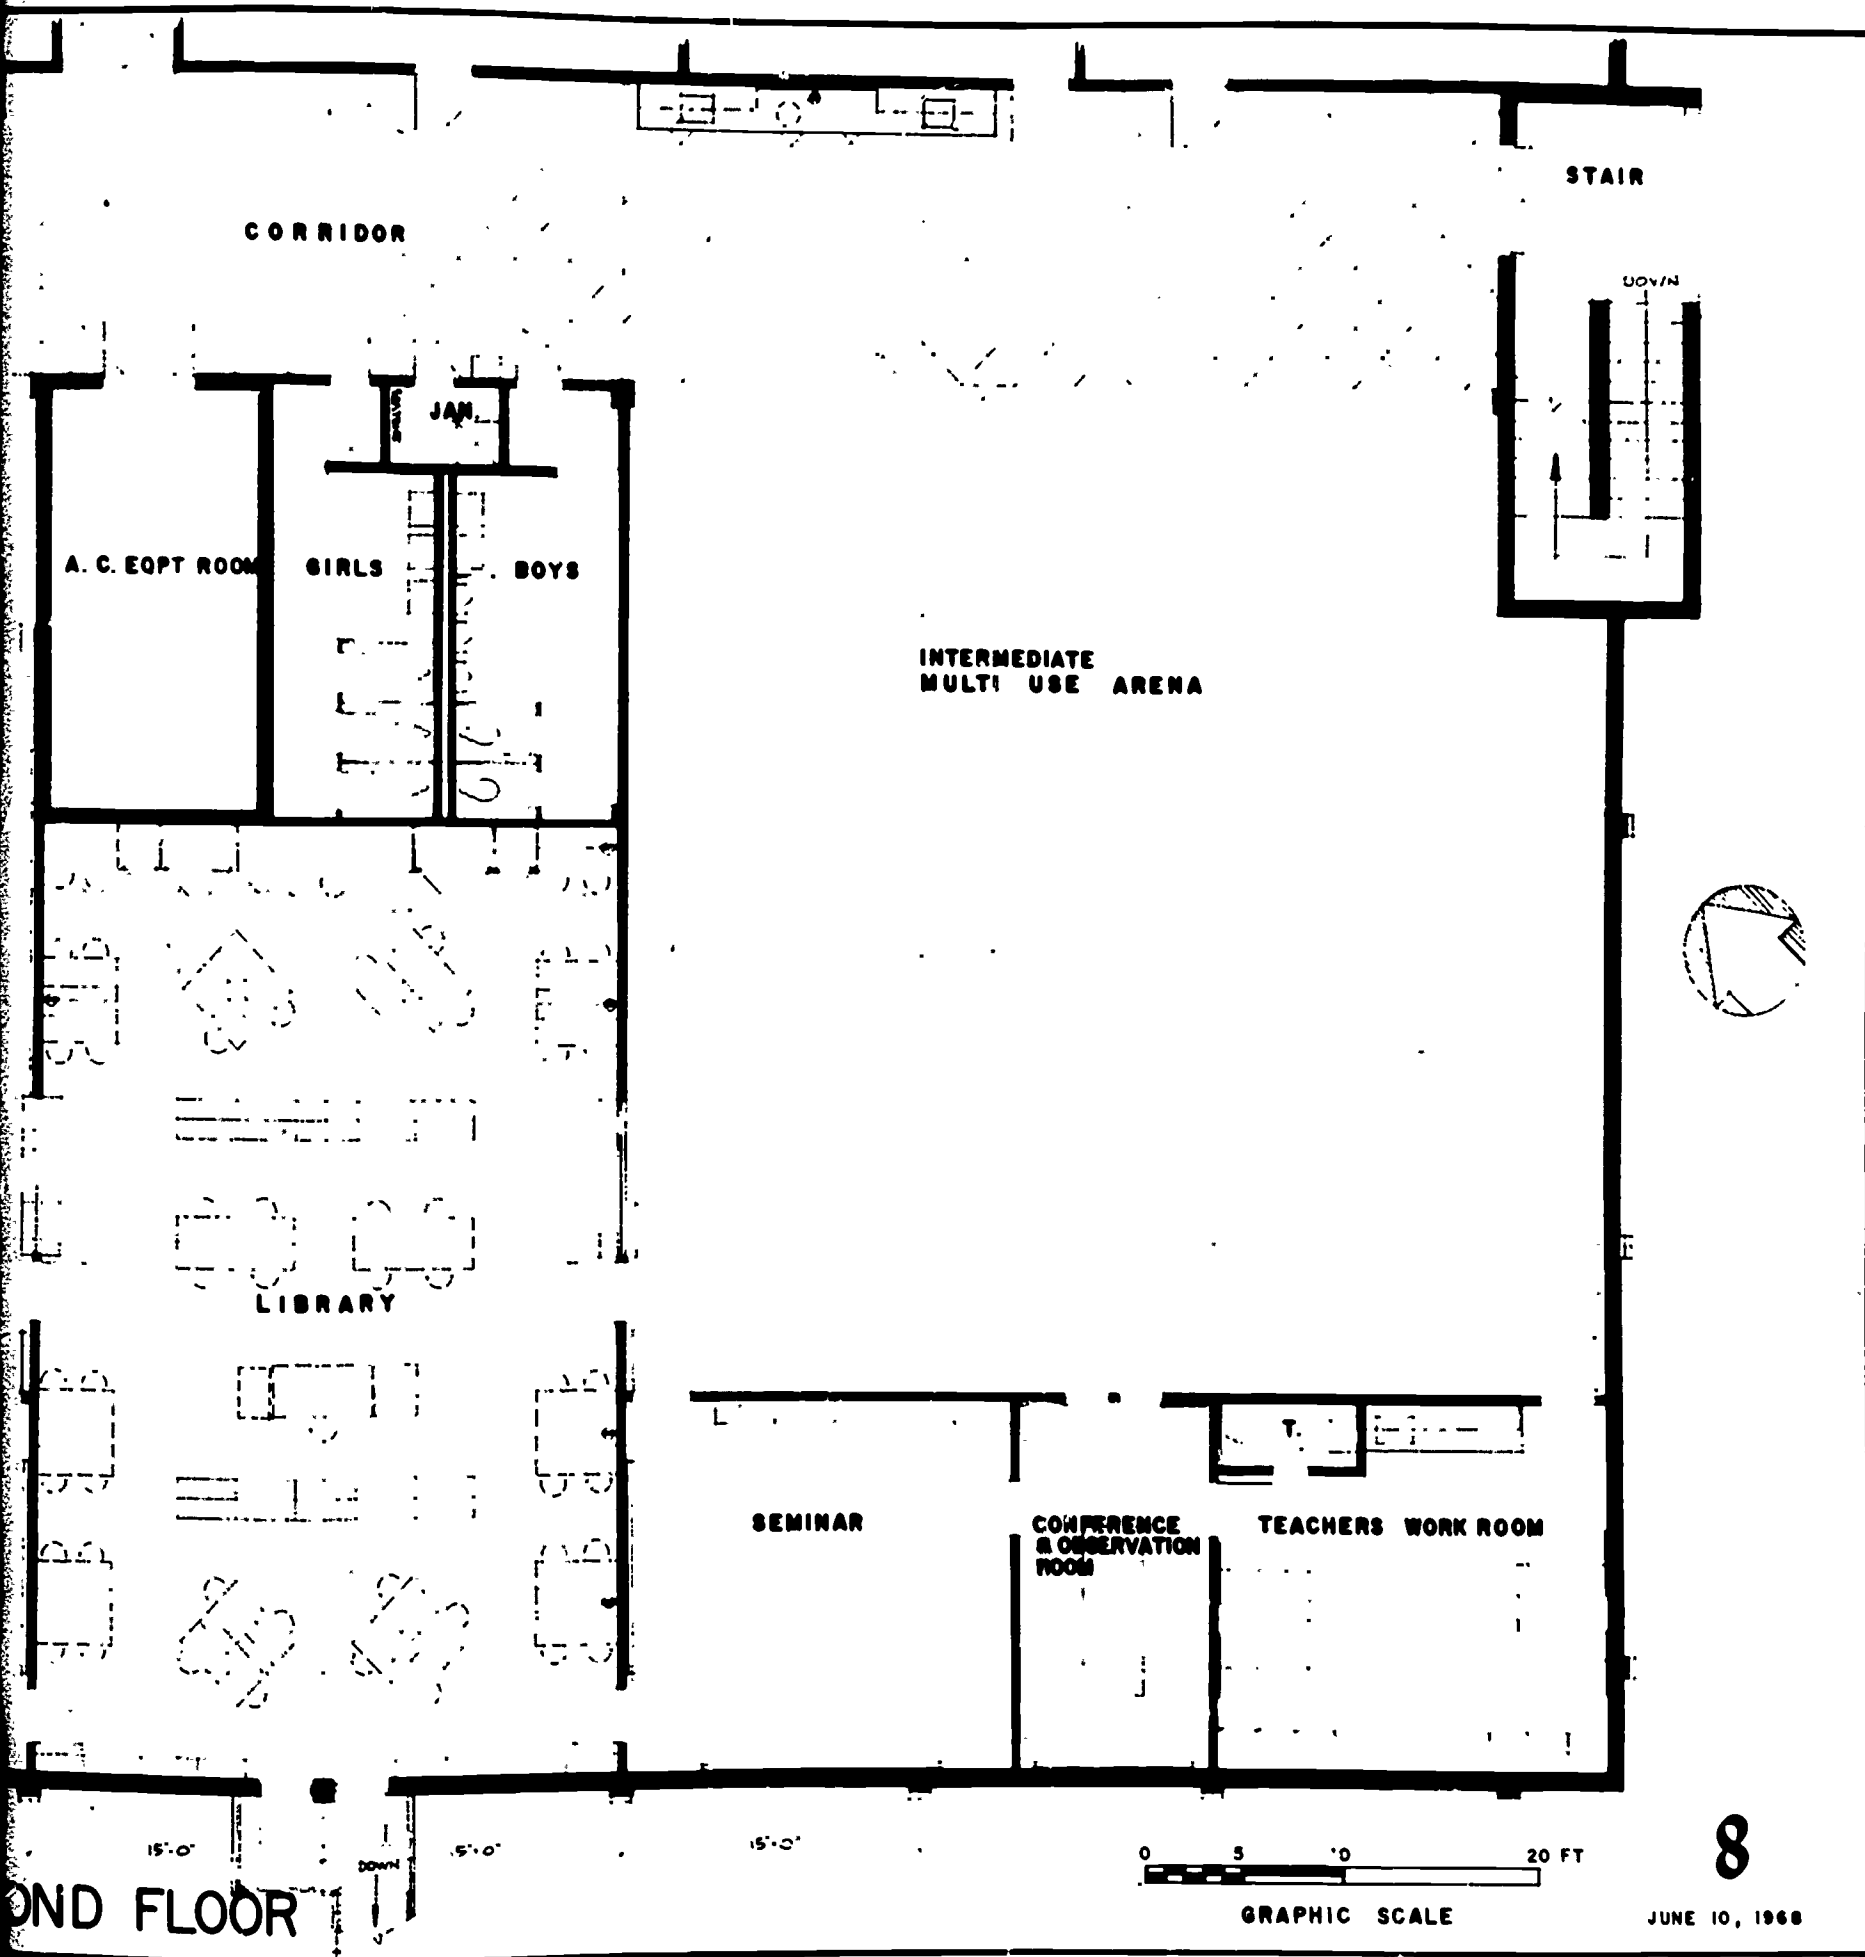 STAIR
CORRIDOR
DOWN
JAN.
A. C. EQPT ROOM
GIRLS
BOYS
INTERMEDIATE
MULTI USE ARENA
LIBRARY
T.
SEMINAR
CONFERENCE
& OBSERVATION
ROOM
TEACHERS WORK ROOM
15'-0"
DOWN
15'-0"
15'-0"
0 5 10 20 FT
GRAPHIC SCALE
8
OND FLOOR
JUNE 10, 1968